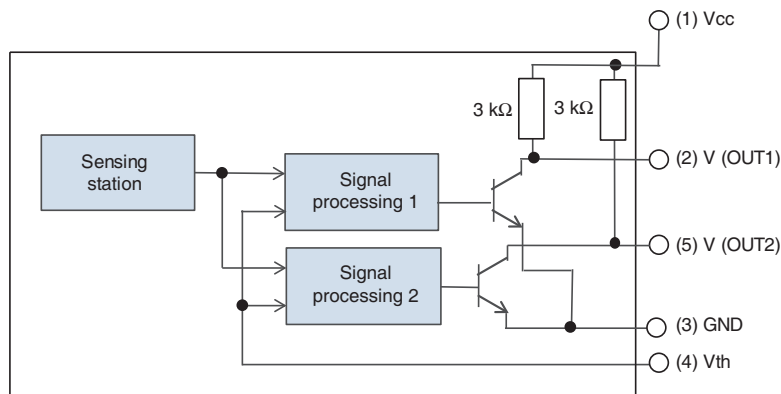 (1) Vcc
3 kΩ
3 kΩ
Sensing
station
Signal
processing 1
(2) V (OUT1)
Signal
processing 2
(5) V (OUT2)
(3) GND
(4) Vth